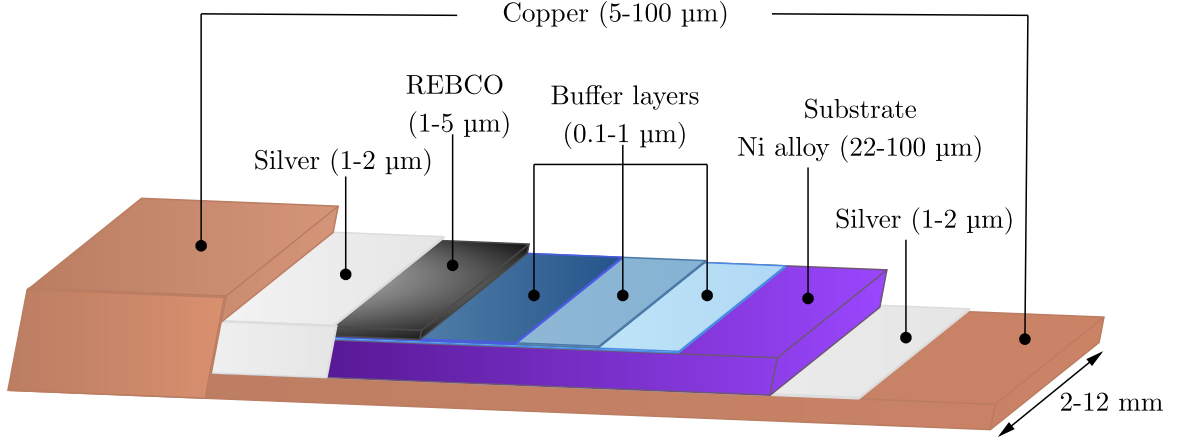 Copper (5-100 µm)
REBCO
(1-5 µm)
Buffer layers
(0.1-1 µm)
Substrate
Ni alloy (22-100 µm)
Silver (1-2 µm)
Silver (1-2 µm)
2-12 mm